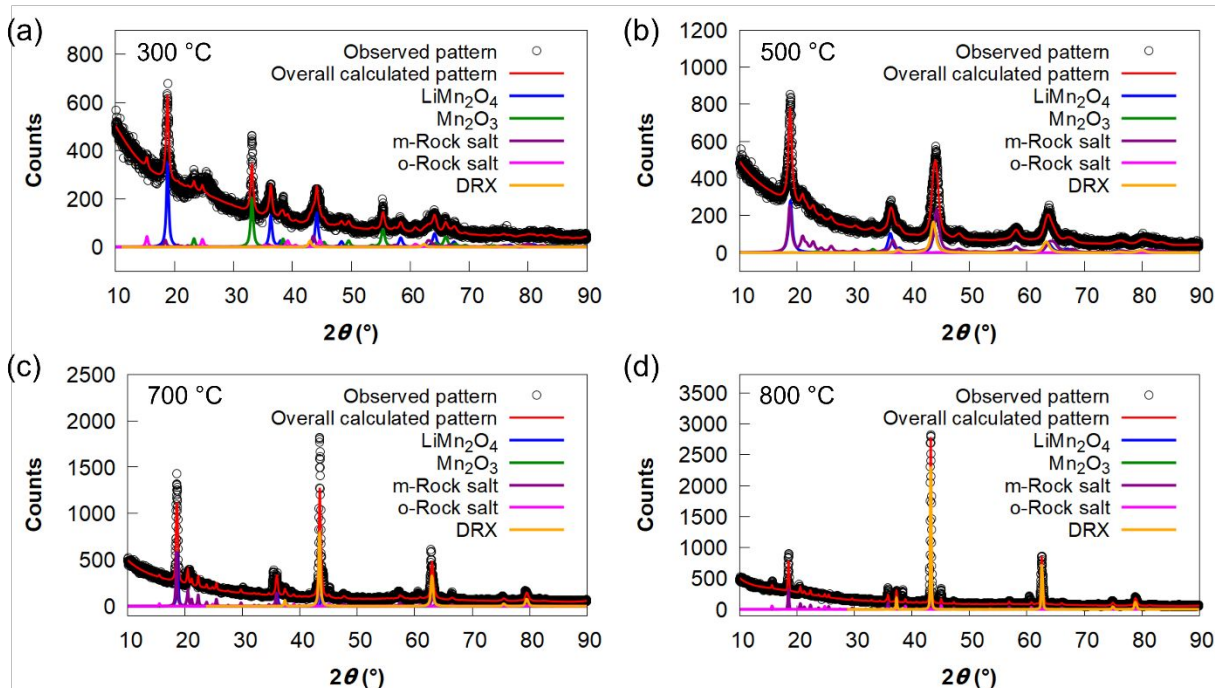 (a)
300 °C
Observed pattern
Overall calculated pattern
LiMn₂O₄
Mn₂O₃
m-Rock salt
o-Rock salt
DRX
Counts
800
600
400
200
0
10 20 30 40 50 60 70 80 90
2θ (°)
(b)
500 °C
Observed pattern
Overall calculated pattern
LiMn₂O₄
Mn₂O₃
m-Rock salt
o-Rock salt
DRX
Counts
1200
1000
800
600
400
200
0
10 20 30 40 50 60 70 80 90
2θ (°)
(c)
700 °C
Observed pattern
Overall calculated pattern
LiMn₂O₄
Mn₂O₃
m-Rock salt
o-Rock salt
DRX
Counts
2500
2000
1500
1000
500
0
10 20 30 40 50 60 70 80 90
2θ (°)
(d)
800 °C
Observed pattern
Overall calculated pattern
LiMn₂O₄
Mn₂O₃
m-Rock salt
o-Rock salt
DRX
Counts
3500
3000
2500
2000
1500
1000
500
0
10 20 30 40 50 60 70 80 90
2θ (°)